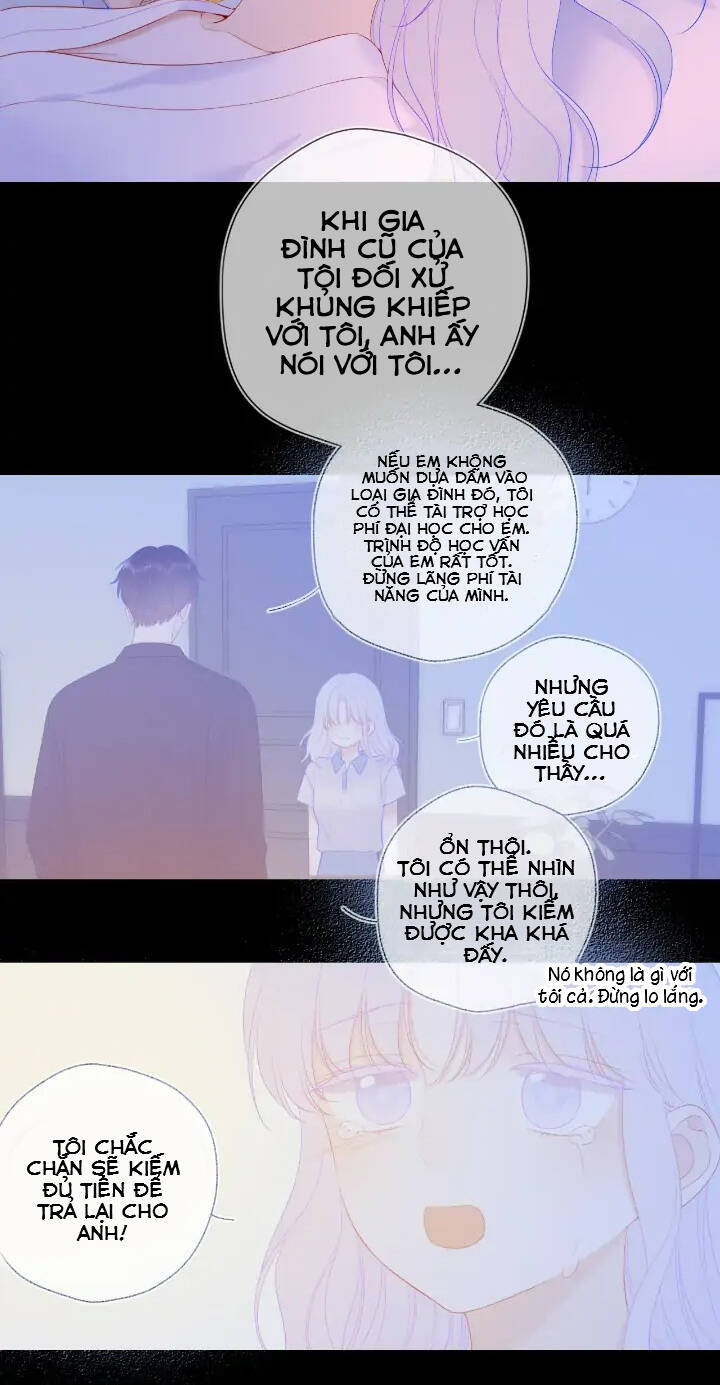 KHI GIA
ĐÌNH CŨ CỦA
TÔI ĐỐI XỬ
KHỦNG KHIẾP
VỚI TÔI, ANH ẤY
NÓI VỚI TÔI...
NẾU EM KHÔNG
MUỐN DỰA DẪM VÀO
LOẠI GIA ĐÌNH ĐÓ, TÔI
CÓ THỂ TÀI TRỢ HỌC
PHÍ ĐẠI HỌC CHO EM.
TRÌNH ĐỘ HỌC VẤN
CỦA EM RẤT TỐT.
ĐỪNG LÃNG PHÍ TÀI
NĂNG CỦA MÌNH.
NHƯNG
YÊU CẦU
ĐÓ LÀ QUÁ
NHIỀU CHO
THẦY...
ỔN THÔI.
TÔI CÓ THỂ NHÌN
NHƯ VẬY THÔI,
NHƯNG TÔI KIẾM
ĐƯỢC KHA KHÁ
ĐẤY.
Nó không là gì với
tôi cả. Đừng lo lắng.
TÔI CHẮC
CHẮN SẼ KIẾM
ĐỦ TIỀN ĐỂ
TRẢ LẠI CHO
ANH!